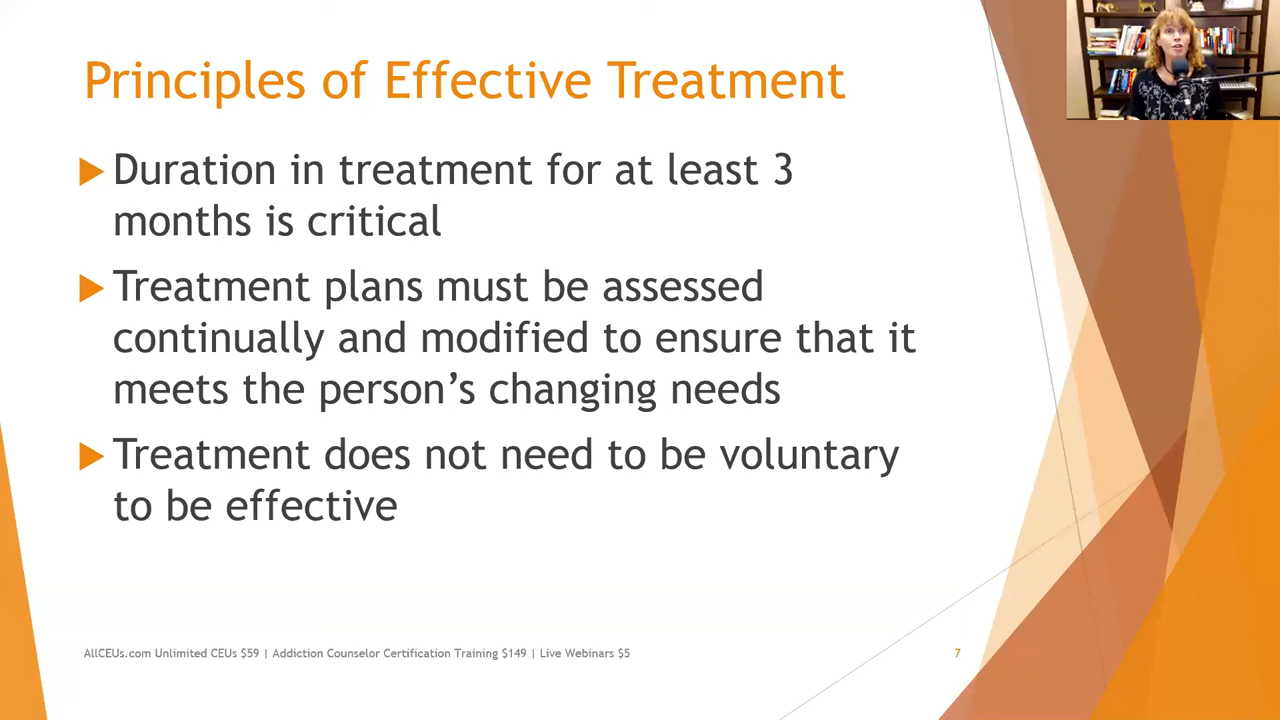 Principles of Effective Treatment
Duration in treatment for at least 3
months is critical
Treatment plans must be assessed
continually and modified to ensure that it
meets the person’s changing needs
Treatment does not need to be voluntary
to be effective
AllCEUs.com Unlimited CEUs $59 | Addiction Counselor Certification Training $149 | Live Webinars $5
7